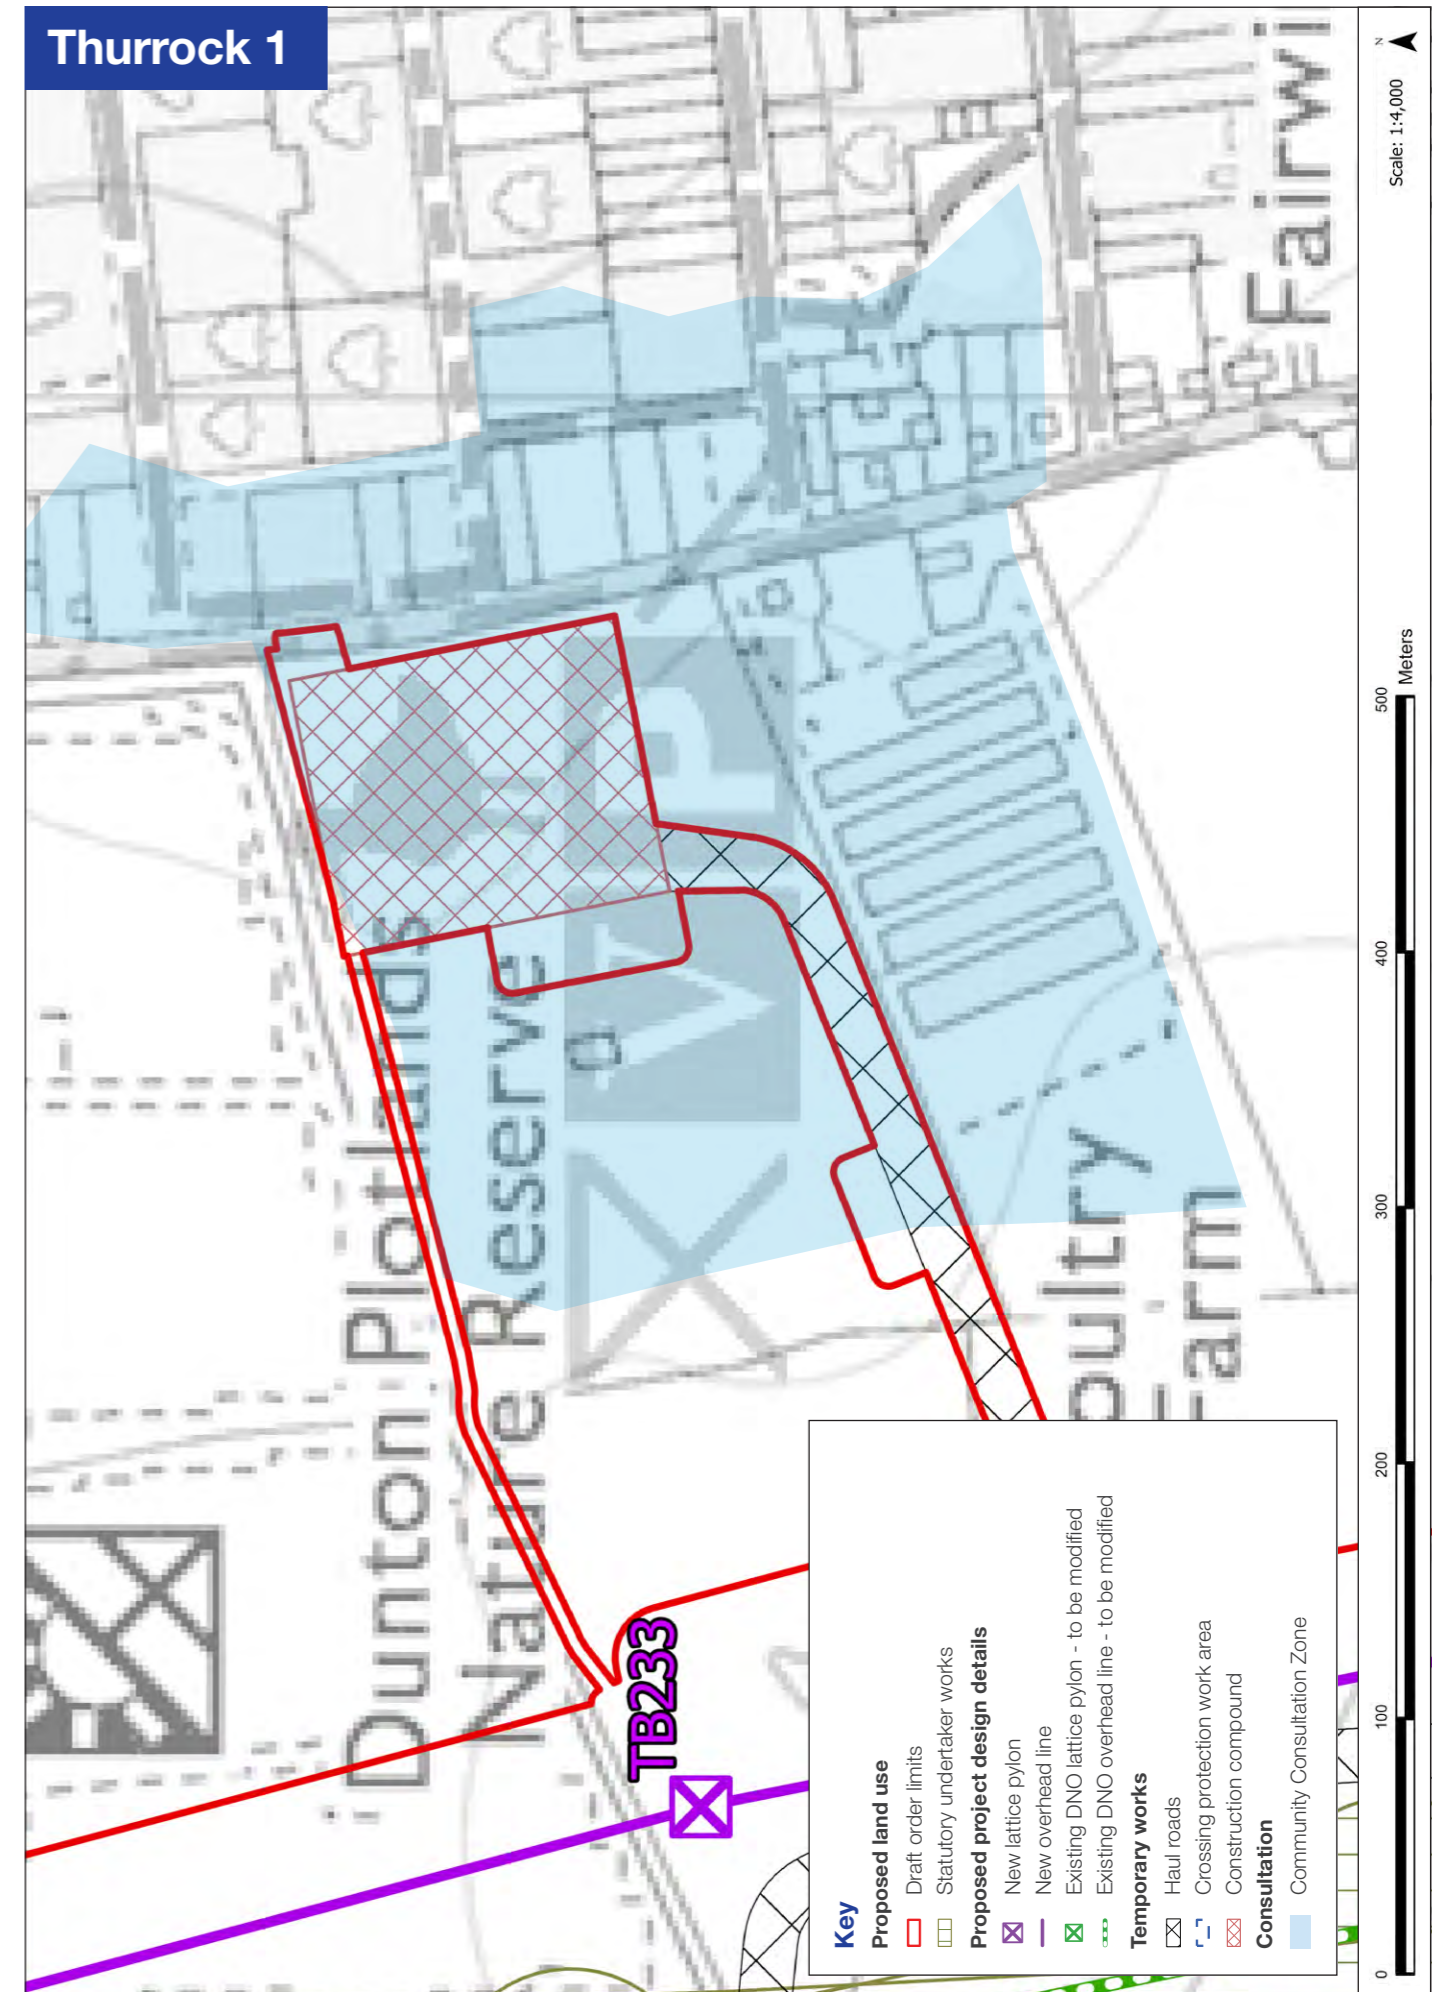 Thurrock 1
Dunton Plotlands
Nature Reserve
VP
Poultry
Farm
TB233
Key
Proposed land use
Draft order limits
Statutory undertaker works
Proposed project design details
New lattice pylon
New overhead line
Existing DNO lattice pylon - to be modified
Existing DNO overhead line - to be modified
Temporary works
Haul roads
Crossing protection work area
Construction compound
Consultation
Community Consultation Zone
0 100 200 300 400 500
Meters
Scale: 1:4,000
N